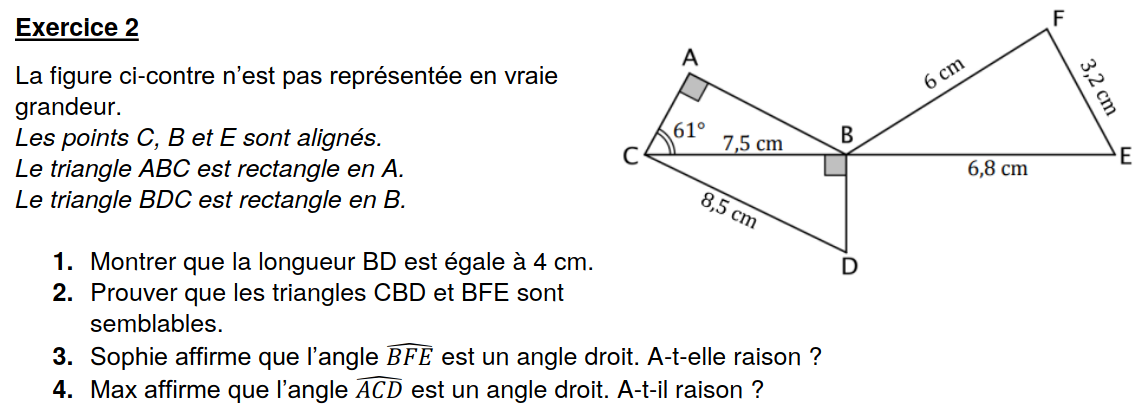 Exercice 2
La figure ci-contre n'est pas représentée en vraie
grandeur.
Les points C, B et E sont alignés.
Le triangle ABC est rectangle en A.
Le triangle BDC est rectangle en B.
1. Montrer que la longueur BD est égale à 4 cm.
2. Prouver que les triangles CBD et BFE sont
semblables.
3. Sophie affirme que l'angle \widehat{BFE} est un angle droit. A-t-elle raison ?
4. Max affirme que l'angle \widehat{ACD} est un angle droit. A-t-il raison ?
F
A
6 cm
3,2 cm
61°
B
7,5 cm
C
E
6,8 cm
8,5 cm
D